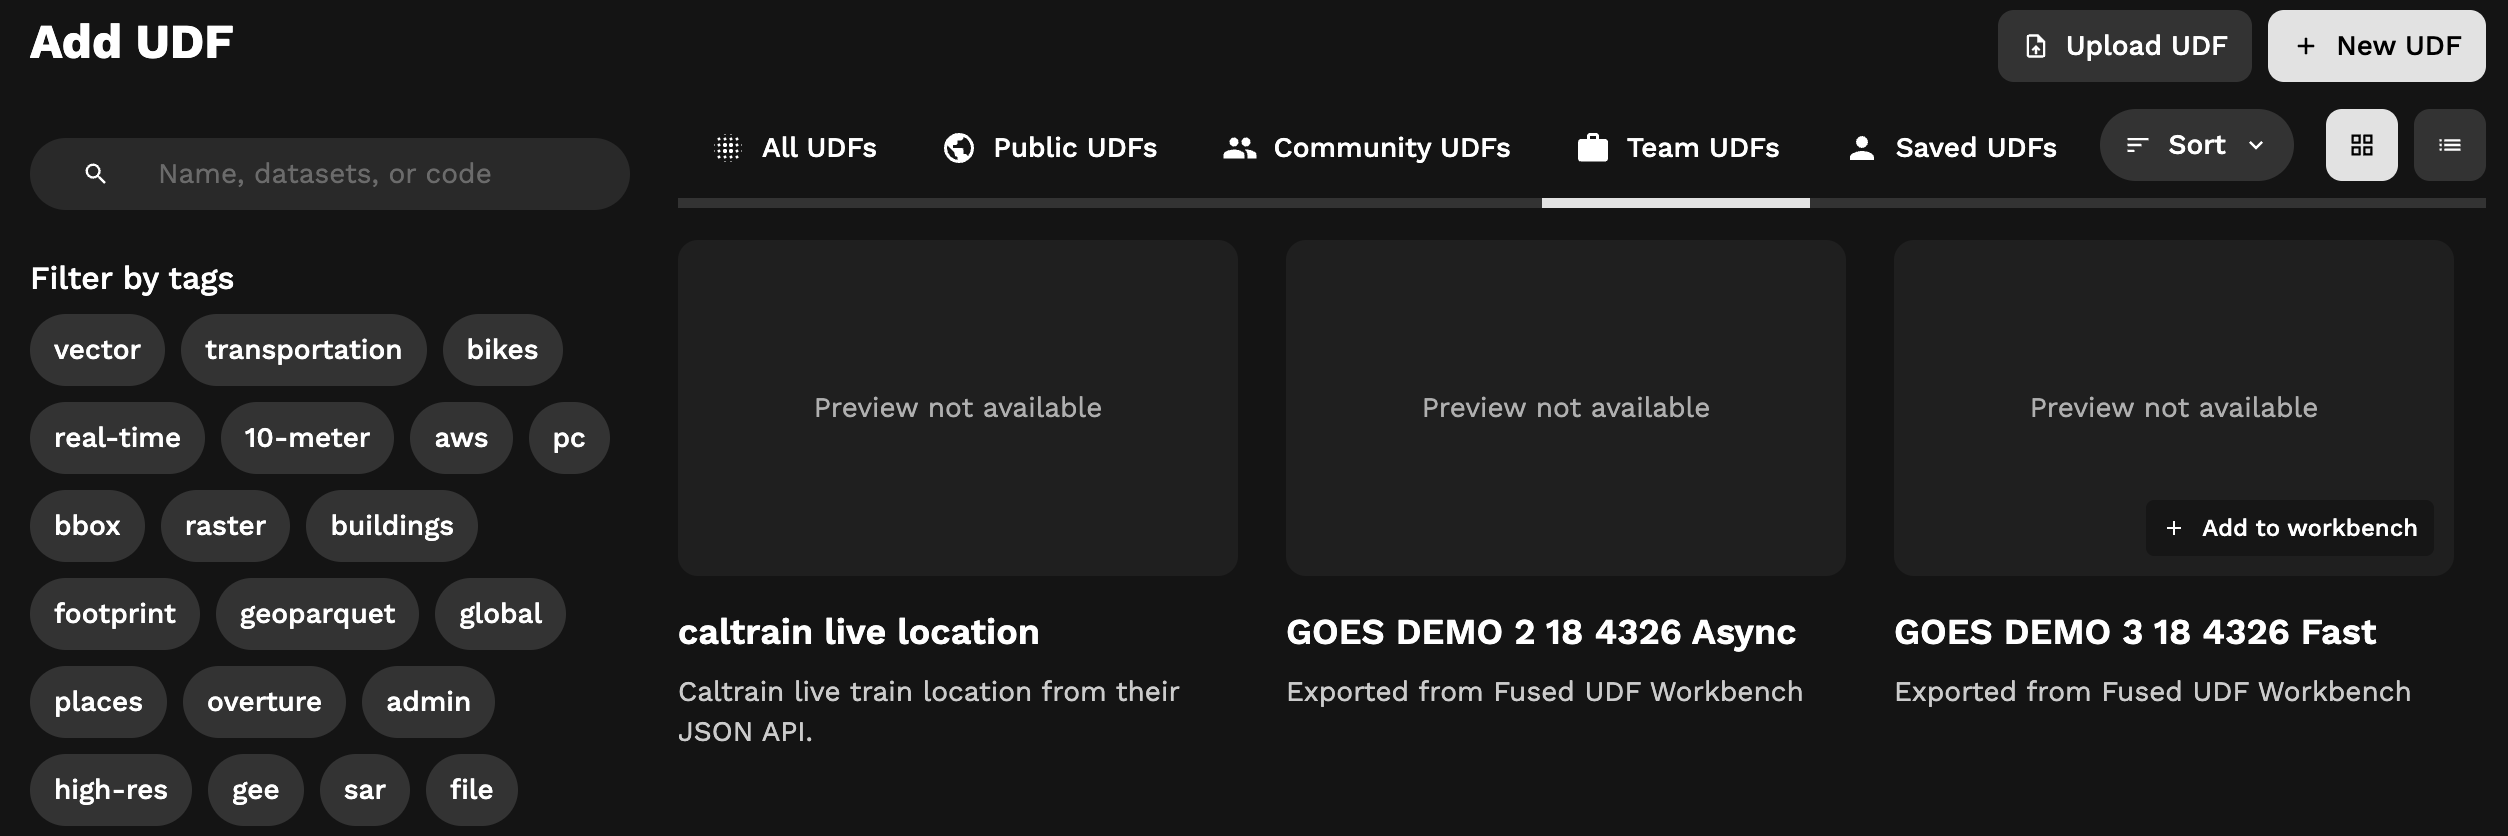 Add UDF
Upload UDF
New UDF
Name, datasets, or code
All UDFs
Public UDFs
Community UDFs
Team UDFs
Saved UDFs
Sort
Filter by tags
vector
transportation
bikes
real-time
10-meter
aws
pc
bbox
raster
buildings
footprint
geoparquet
global
places
overture
admin
high-res
gee
sar
file
Preview not available
caltrain live location
Caltrain live train location from their
JSON API.
Preview not available
GOES DEMO 2 18 4326 Async
Exported from Fused UDF Workbench
Preview not available
Add to workbench
GOES DEMO 3 18 4326 Fast
Exported from Fused UDF Workbench